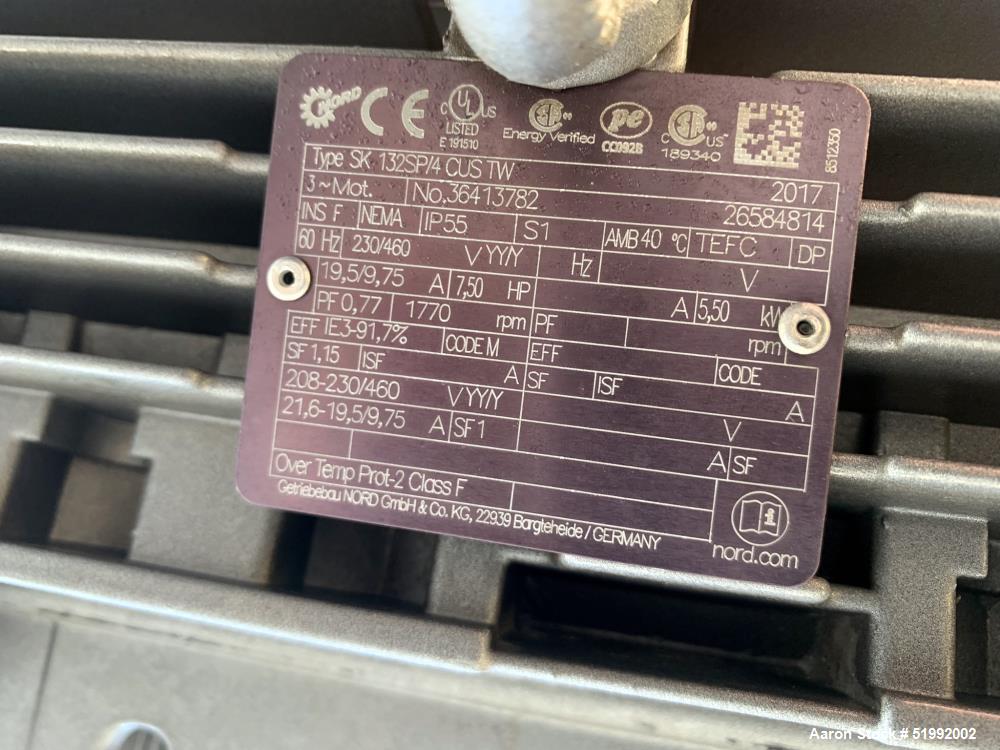 NORD CE c UL US LISTED E 191510 Energy Verified pe CC092B c US 189340
8512350
Type SK 132SP/4 CUS TW 2017
3~Mot. No.36413782 26584814
INS F NEMA IP55 S1 AMB 40 °C TEFC DP
60 Hz 230/460 V YY/Y Hz V
19,5/9,75 A 7,50 HP A 5,50 kW
PF 0,77 1770 rpm PF rpm
EFF IE3-91,7% CODE M EFF CODE
SF 1,15 ISF A SF ISF A
208-230/460 V YY/Y V
21,6-19,5/9,75 A SF 1 A SF
Over Temp Prot-2 Class F
Getriebebau NORD GmbH & Co. KG, 22939 Bargteheide / GERMANY
nord.com
Aaron Stock # 51992002